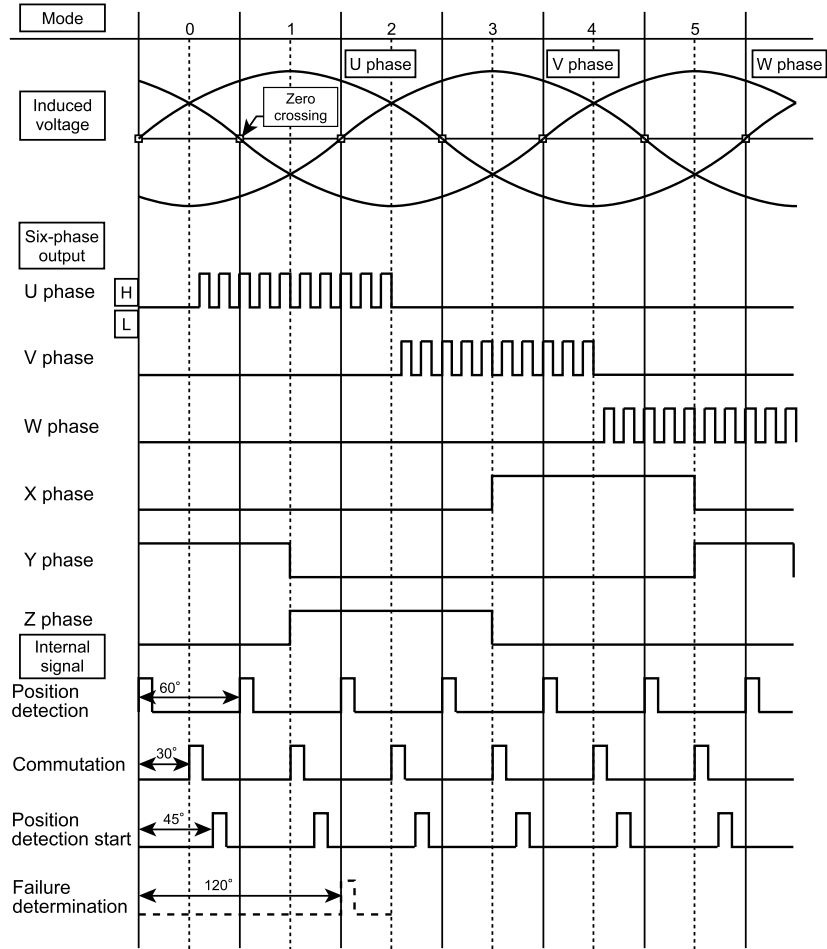 Mode
0 1 2 3 4 5
U phase V phase W phase
Induced
voltage
Zero
crossing
Six-phase
output
U phase H
L
V phase
W phase
X phase
Y phase
Z phase
Internal
signal
Position
detection
60°
Commutation
30°
Position
detection start
45°
Failure
determination
120°